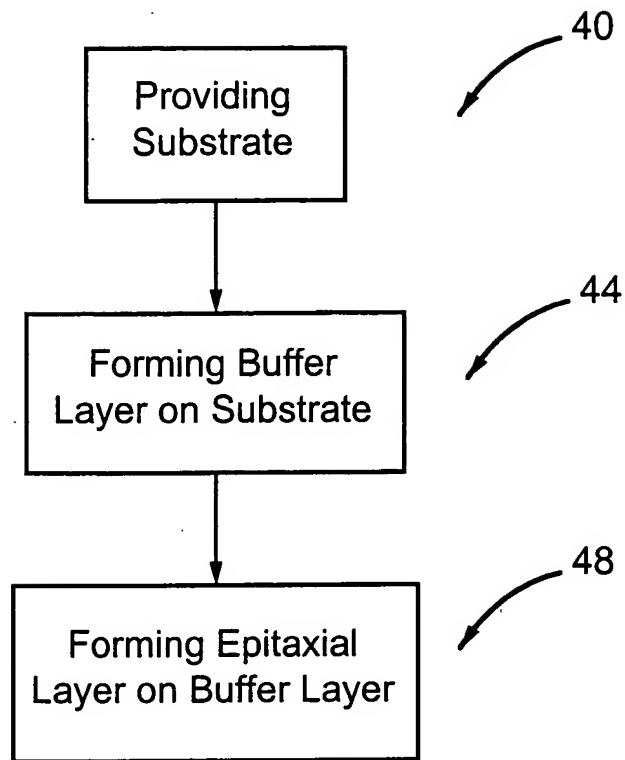 40
Providing
Substrate
44
Forming Buffer
Layer on Substrate
48
Forming Epitaxial
Layer on Buffer Layer